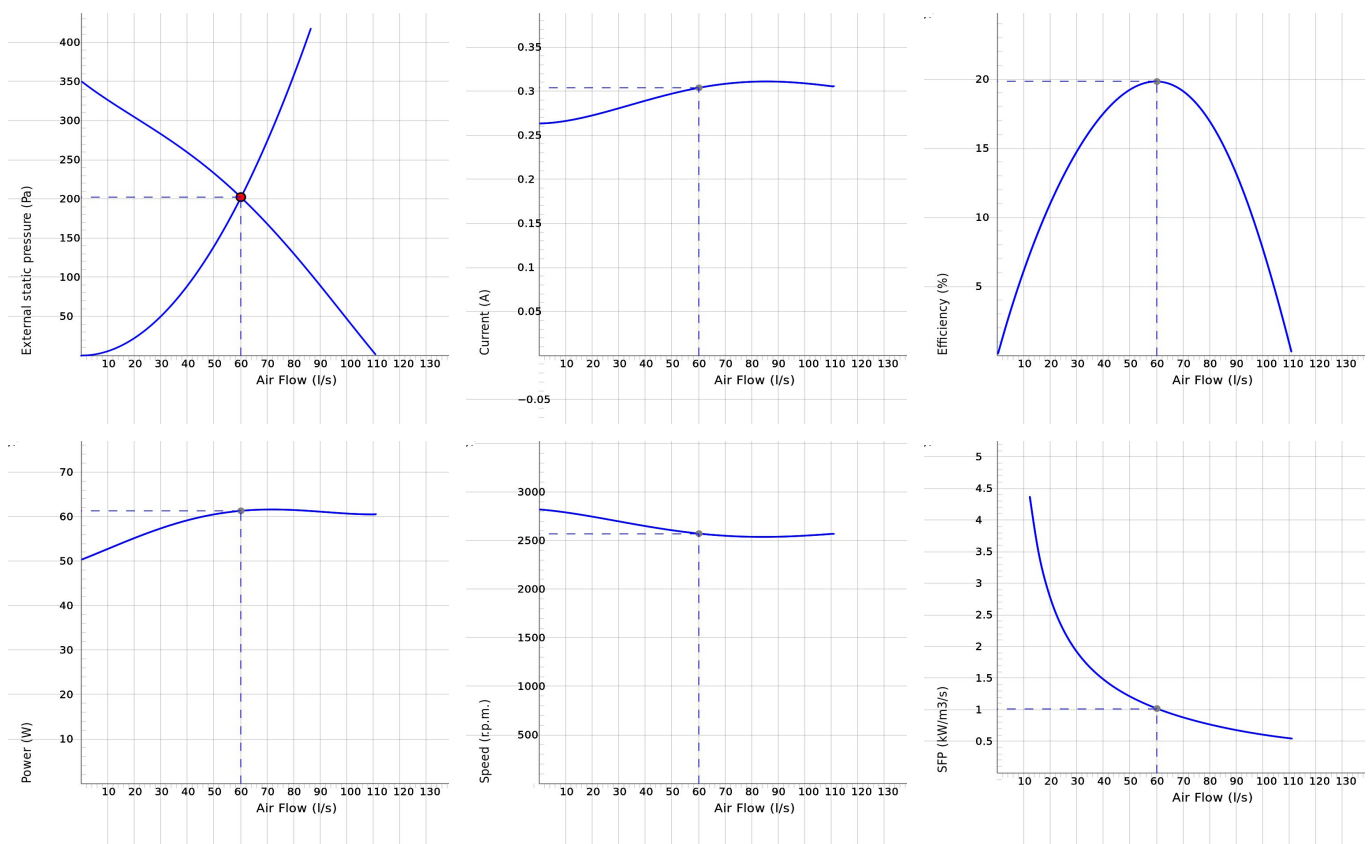 400
350
300
250
200
150
100
50
External static pressure (Pa)
10 20 30 40 50 60 70 80 90 100 110 120 130
Air Flow (l/s)
0.35
0.3
0.25
0.2
0.15
0.1
0.05
−0.05
Current (A)
10 20 30 40 50 60 70 80 90 100 110 120 130
Air Flow (l/s)
20
15
10
5
Efficiency (%)
10 20 30 40 50 60 70 80 90 100 110 120 130
Air Flow (l/s)
70
60
50
40
30
20
10
Power (W)
10 20 30 40 50 60 70 80 90 100 110 120 130
Air Flow (l/s)
3000
2500
2000
1500
1000
500
Speed (r.p.m.)
10 20 30 40 50 60 70 80 90 100 110 120 130
Air Flow (l/s)
5
4.5
4
3.5
3
2.5
2
1.5
1
0.5
SFP (kW/m3/s)
10 20 30 40 50 60 70 80 90 100 110 120 130
Air Flow (l/s)